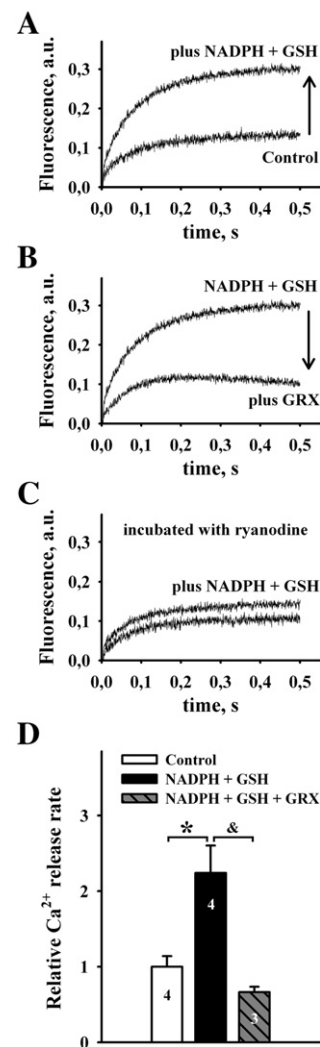 A
plus NADPH + GSH
Fluorescence, a.u.
0,3
0,2
0,1
0,0
Control
0,0 0,1 0,2 0,3 0,4 0,5
time, s
B
NADPH + GSH
Fluorescence, a.u.
0,3
0,2
0,1
0,0
plus GRX
0,0 0,1 0,2 0,3 0,4 0,5
time, s
C
incubated with ryanodine
Fluorescence, a.u.
0,3
0,2
0,1
0,0
plus NADPH + GSH
0,0 0,1 0,2 0,3 0,4 0,5
time, s
D
Control
NADPH + GSH
NADPH + GSH + GRX
Relative Ca²⁺ release rate
3
2
1
0
* &
4
4
3